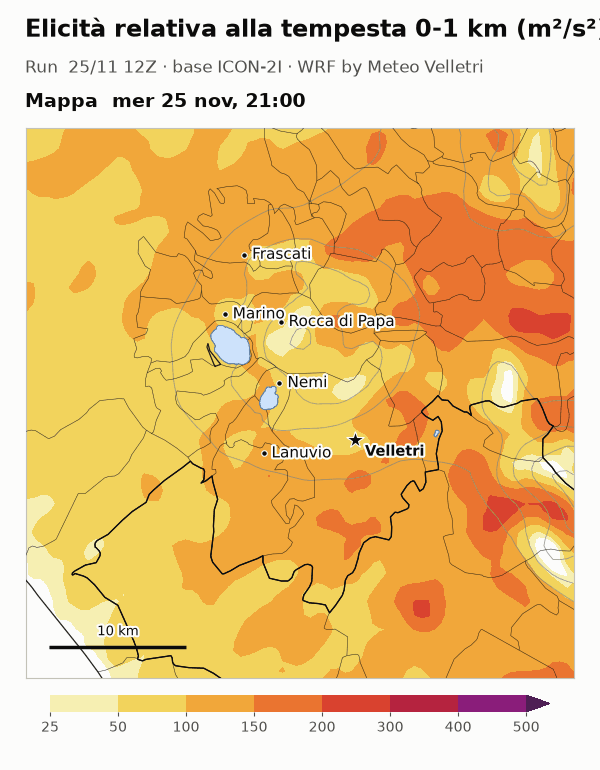 Elicità relativa alla tempesta 0-1 km (m²/s²)
Run  25/11 12Z · base ICON-2I · WRF by Meteo Velletri
Mappa  mer 25 nov, 21:00
Frascati
Marino
Rocca di Papa
Nemi
Lanuvio
Velletri
10 km
25 50 100 150 200 300 400 500